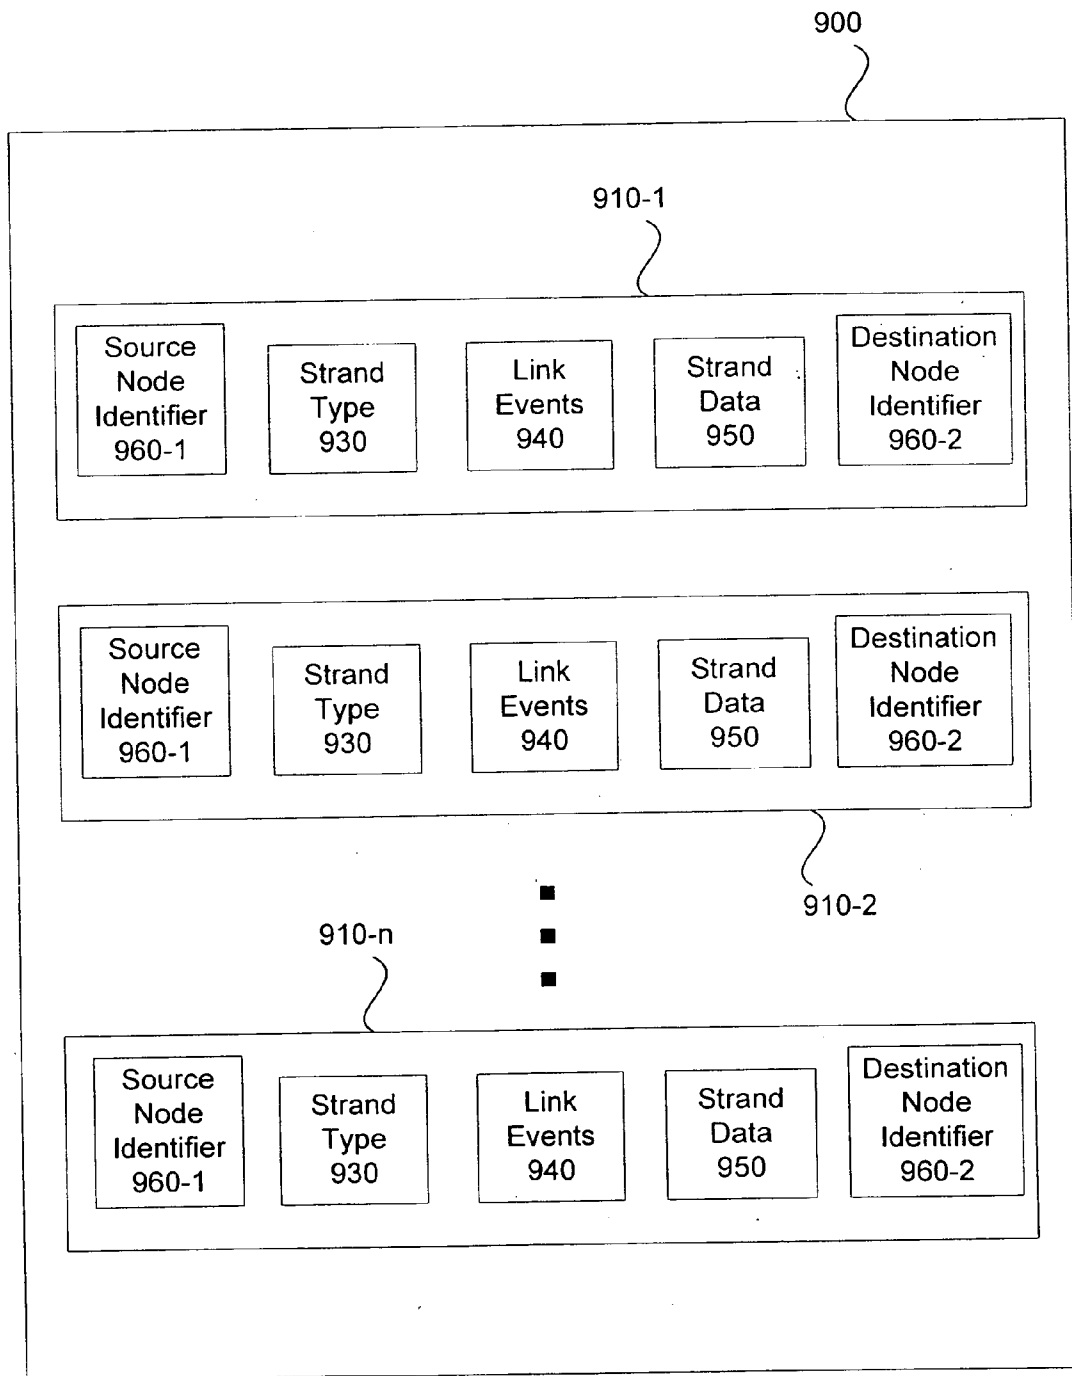 900
910-1
Source
Node
Identifier
960-1
Strand
Type
930
Link
Events
940
Strand
Data
950
Destination
Node
Identifier
960-2
Source
Node
Identifier
960-1
Strand
Type
930
Link
Events
940
Strand
Data
950
Destination
Node
Identifier
960-2
910-2
910-n
Source
Node
Identifier
960-1
Strand
Type
930
Link
Events
940
Strand
Data
950
Destination
Node
Identifier
960-2